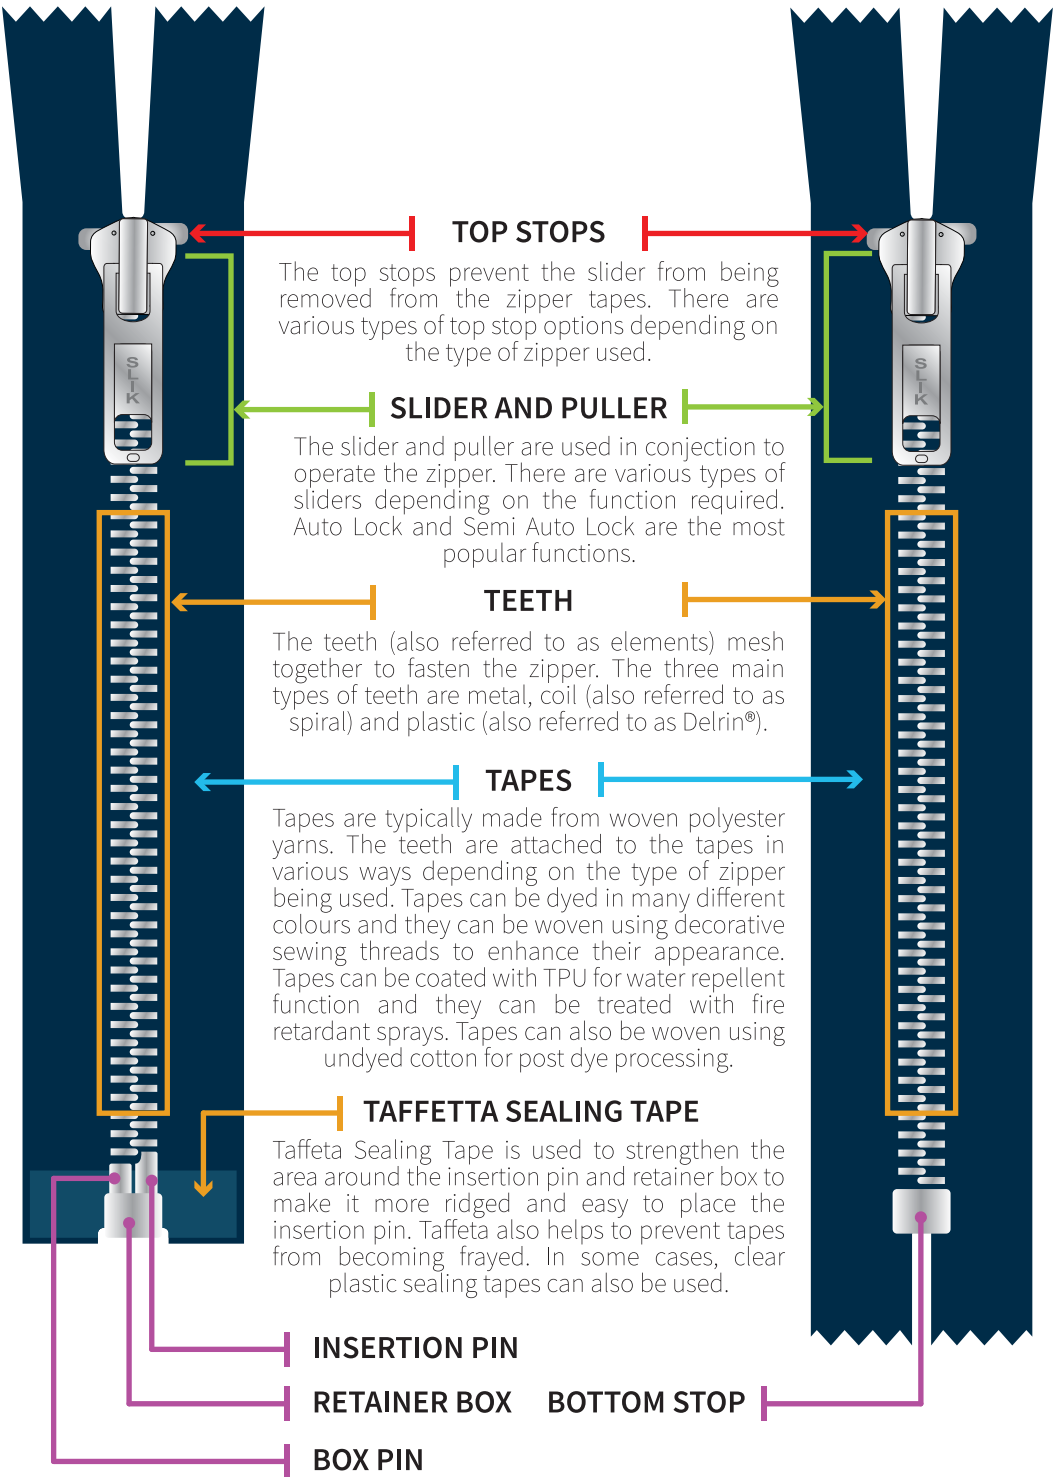 TOP STOPS
The top stops prevent the slider from being
removed from the zipper tapes. There are
various types of top stop options depending on
the type of zipper used.
SLIK
SLIK
SLIDER AND PULLER
The slider and puller are used in conjection to
operate the zipper. There are various types of
sliders depending on the function required.
Auto Lock and Semi Auto Lock are the most
popular functions.
TEETH
The teeth (also referred to as elements) mesh
together to fasten the zipper. The three main
types of teeth are metal, coil (also referred to as
spiral) and plastic (also referred to as Delrin®).
TAPES
Tapes are typically made from woven polyester
yarns. The teeth are attached to the tapes in
various ways depending on the type of zipper
being used. Tapes can be dyed in many different
colours and they can be woven using decorative
sewing threads to enhance their appearance.
Tapes can be coated with TPU for water repellent
function and they can be treated with fire
retardant sprays. Tapes can also be woven using
undyed cotton for post dye processing.
TAFFETTA SEALING TAPE
Taffeta Sealing Tape is used to strengthen the
area around the insertion pin and retainer box to
make it more ridged and easy to place the
insertion pin. Taffeta also helps to prevent tapes
from becoming frayed. In some cases, clear
plastic sealing tapes can also be used.
INSERTION PIN
RETAINER BOX
BOTTOM STOP
BOX PIN